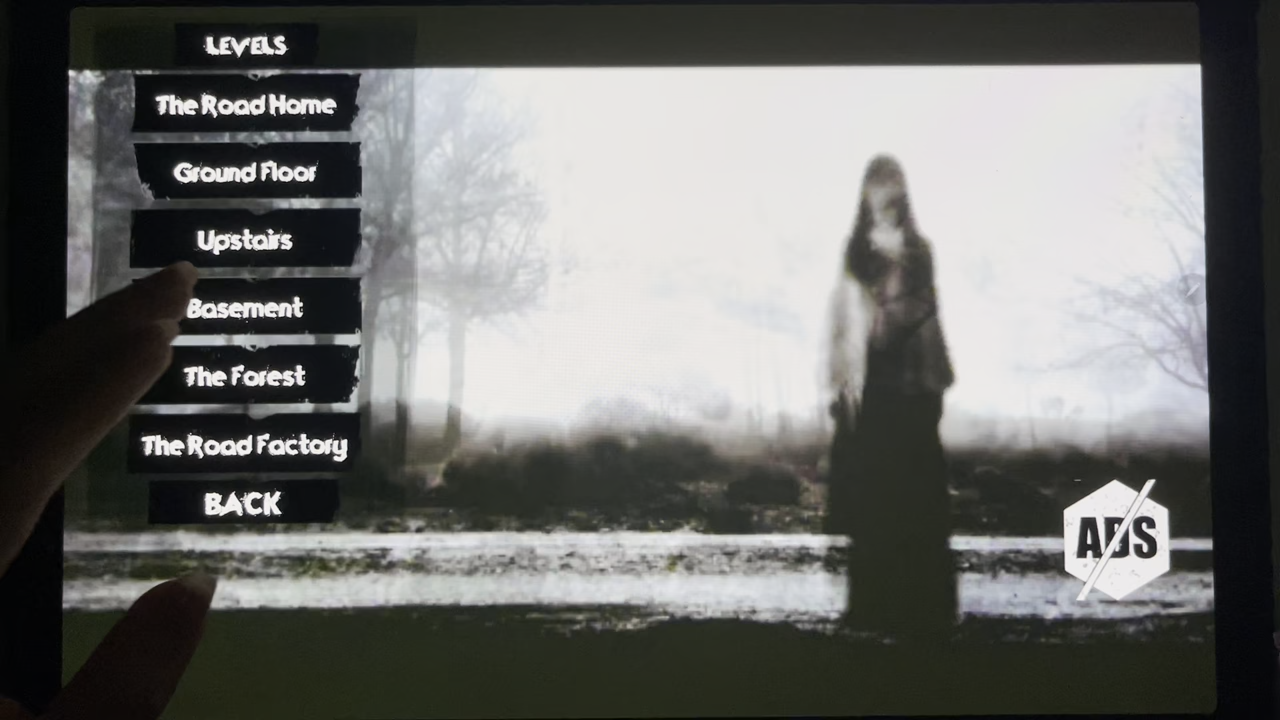 LEVELS
The Road Home
Ground Floor
Upstairs
Basement
The Forest
The Road Factory
BACK
ADS